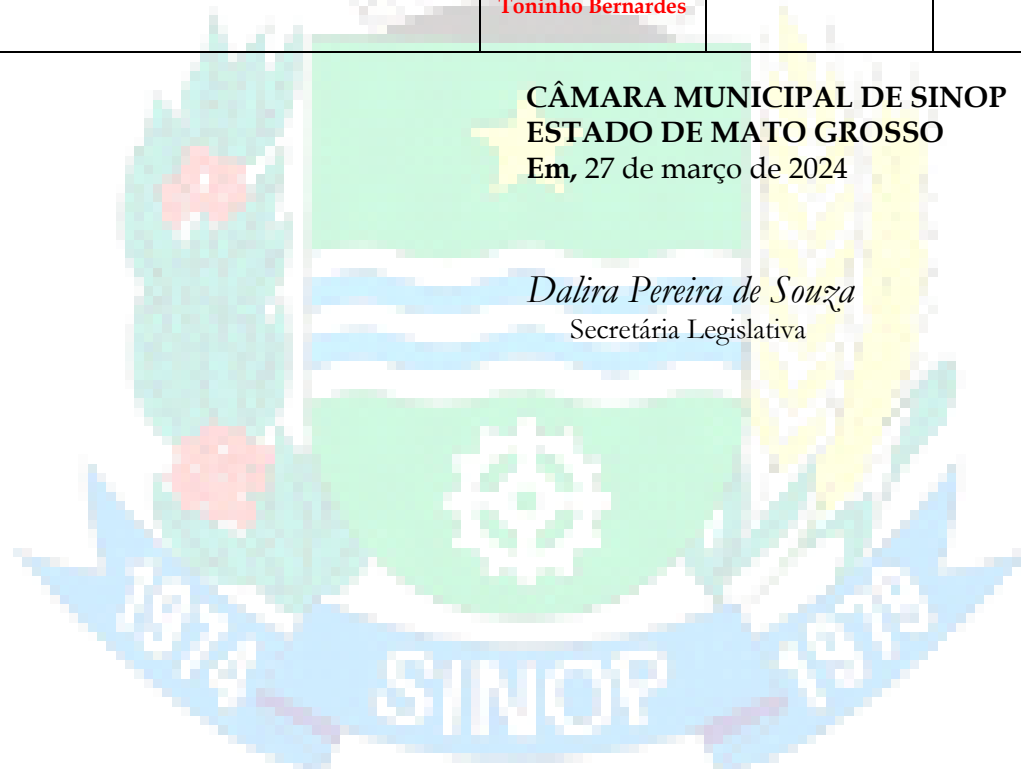 Toninho Bernardes
CÂMARA MUNICIPAL DE SINOP
ESTADO DE MATO GROSSO
Em, 27 de março de 2024
Dalira Pereira de Souza
Secretária Legislativa
1974 SINOP 1979